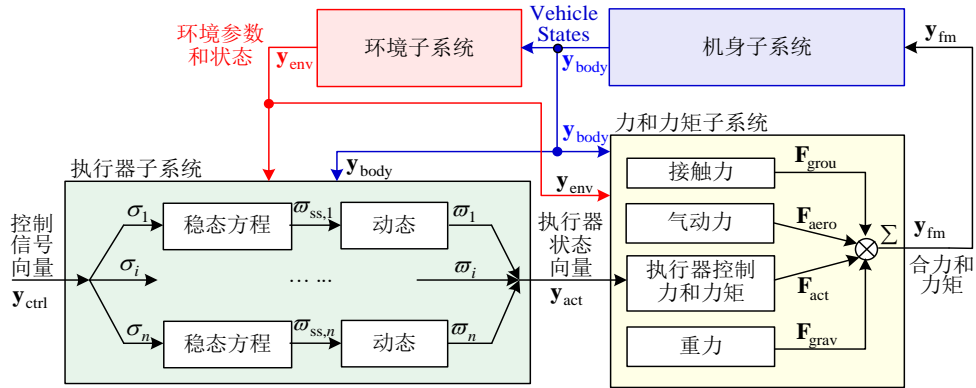 Vehicle
States
环境参数
和状态
y_env
环境子系统
y_body
机身子系统
y_fm
y_body
力和力矩子系统
执行器子系统
y_body
y_env
接触力
F_grou
控制
信号
向量
y_ctrl
σ_1
稳态方程
ϖ_ss,1
动态
ϖ_1
执行器
状态
向量
y_act
气动力
F_aero
Σ
y_fm
合力和
力矩
σ_i
... ...
ϖ_i
执行器控制
力和力矩
F_act
σ_n
稳态方程
ϖ_ss,n
动态
ϖ_n
重力
F_grav